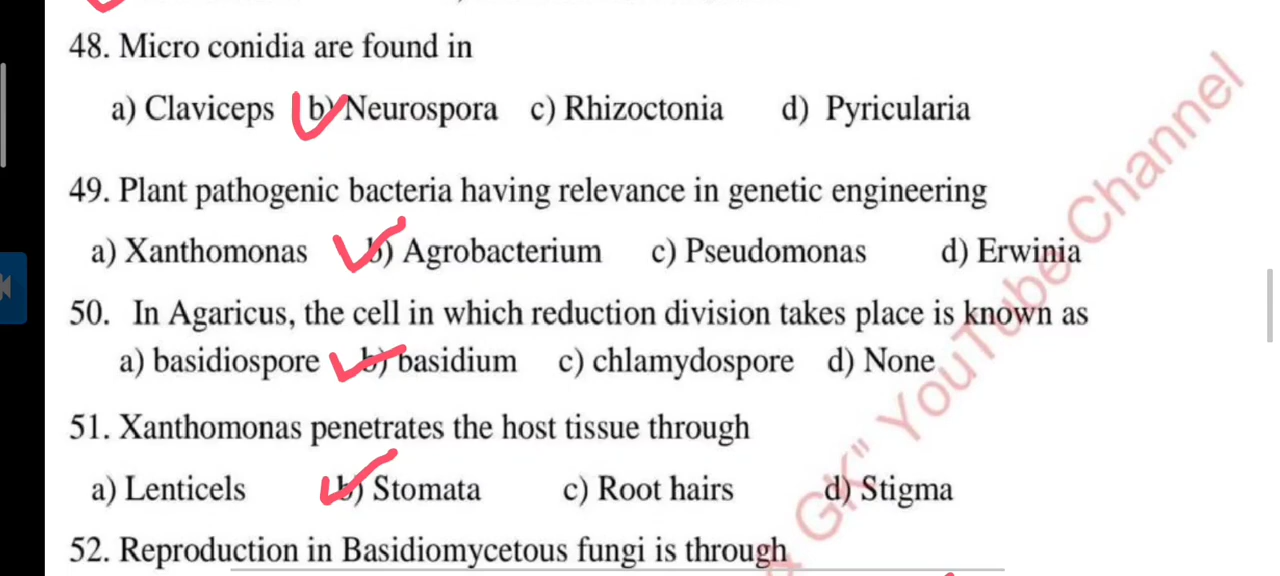 48. Micro conidia are found in
a) Claviceps b) Neurospora c) Rhizoctonia d) Pyricularia
49. Plant pathogenic bacteria having relevance in genetic engineering
a) Xanthomonas b) Agrobacterium c) Pseudomonas d) Erwinia
50. In Agaricus, the cell in which reduction division takes place is known as
a) basidiospore b) basidium c) chlamydospore d) None
51. Xanthomonas penetrates the host tissue through
a) Lenticels b) Stomata c) Root hairs d) Stigma
52. Reproduction in Basidiomycetous fungi is through
GK" YouTube Channel